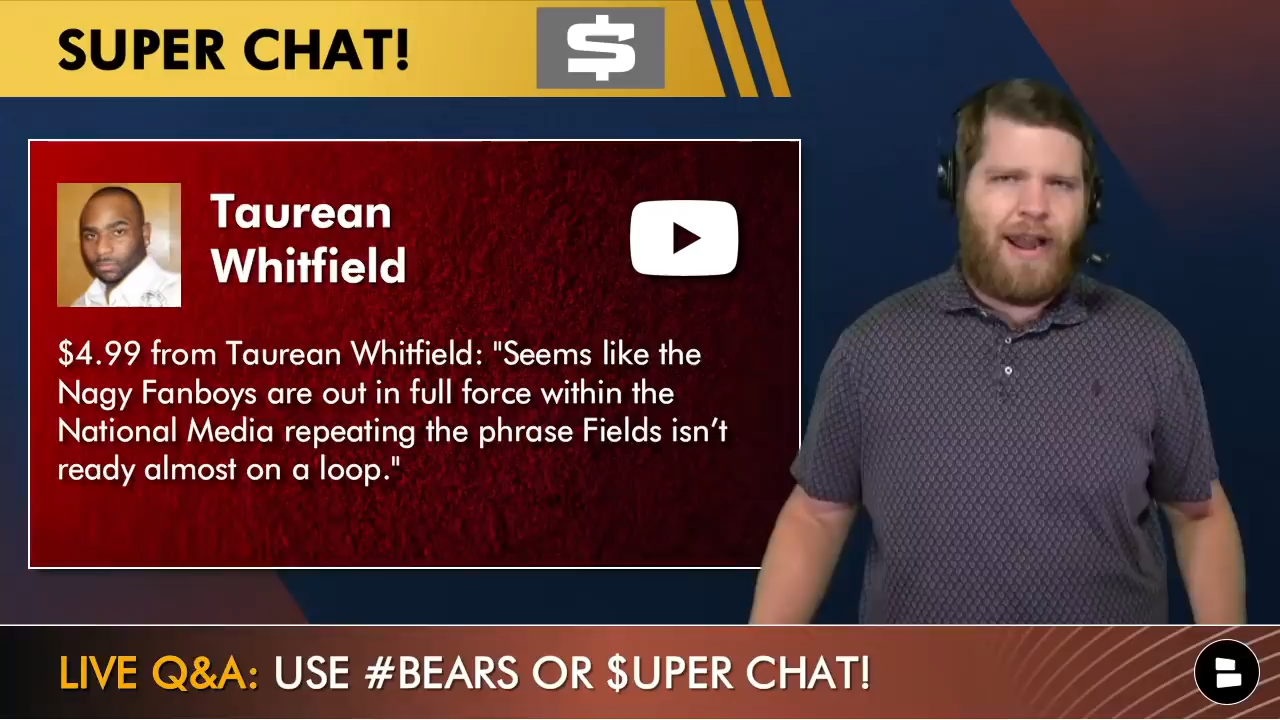 SUPER CHAT!
Taurean
Whitfield
$4.99 from Taurean Whitfield: "Seems like the
Nagy Fanboys are out in full force within the
National Media repeating the phrase Fields isn't
ready almost on a loop."
LIVE Q&A: USE #BEARS OR $UPER CHAT!